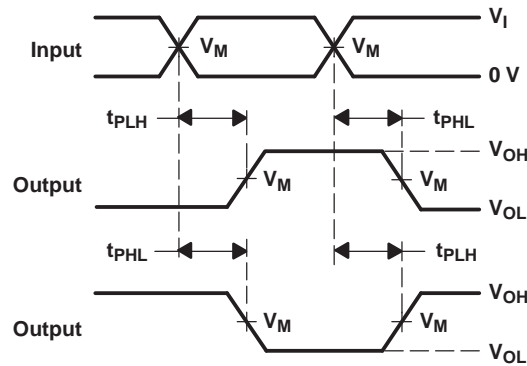 V_I
Input V_M V_M
0 V
t_PLH t_PHL
V_OH
Output V_M V_M
V_OL
t_PHL t_PLH
V_OH
Output V_M V_M
V_OL